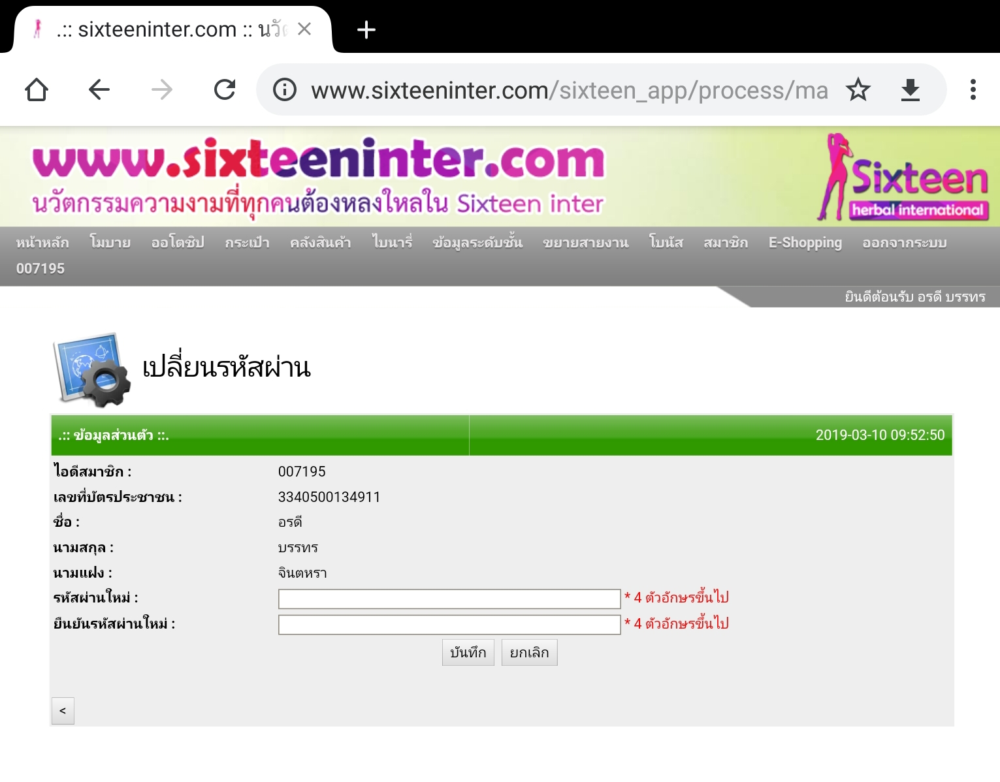 .:: sixteeninter.com :: นวัต
www.sixteeninter.com/sixteen_app/process/ma
www.sixteeninter.com
นวัตกรรมความงามที่ทุกคนต้องหลงใหลใน Sixteen inter
Sixteen
herbal international
หน้าหลัก โมบาย ออโตชิป กระเป๋า คลังสินค้า ไบนารี่ ข้อมูลระดับชั้น ขยายสายงาน โบนัส สมาชิก E-Shopping ออกจากระบบ
007195
ยินดีต้อนรับ อรดี บรรทร
เปลี่ยนรหัสผ่าน
.:: ข้อมูลส่วนตัว ::. 2019-03-10 09:52:50
ไอดีสมาชิก : 007195
เลขที่บัตรประชาชน : 3340500134911
ชื่อ : อรดี
นามสกุล : บรรทร
นามแฝง : จินตหรา
รหัสผ่านใหม่ : * 4 ตัวอักษรขึ้นไป
ยืนยันรหัสผ่านใหม่ : * 4 ตัวอักษรขึ้นไป
บันทึก ยกเลิก
<